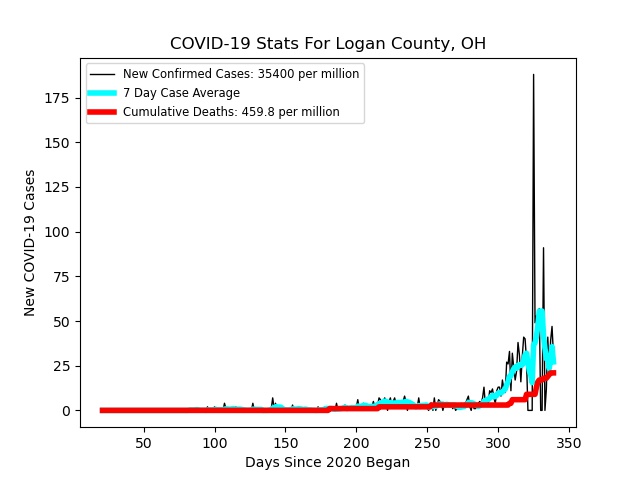 COVID-19 Stats For Logan County, OH
New Confirmed Cases: 35400 per million
7 Day Case Average
Cumulative Deaths: 459.8 per million
New COVID-19 Cases
175
150
125
100
75
50
25
0
50
100
150
200
250
300
350
Days Since 2020 Began